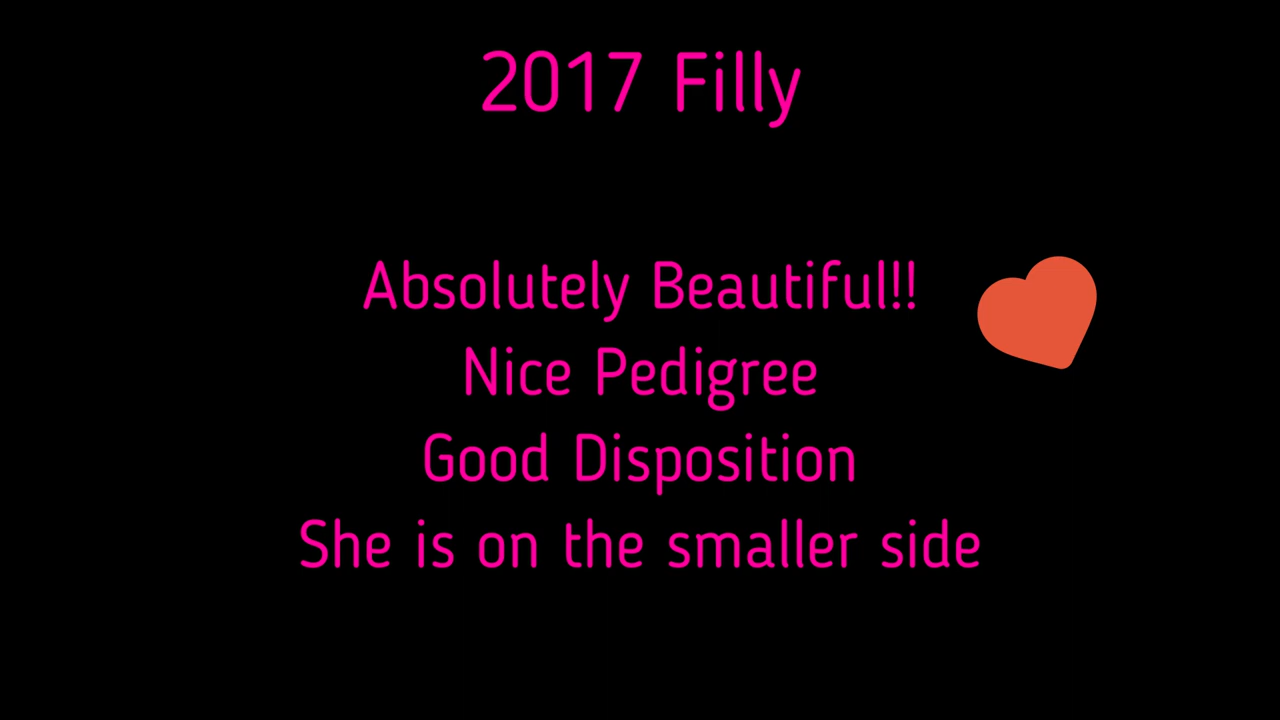 2017 Filly
Absolutely Beautiful!!
Nice Pedigree
Good Disposition
She is on the smaller side